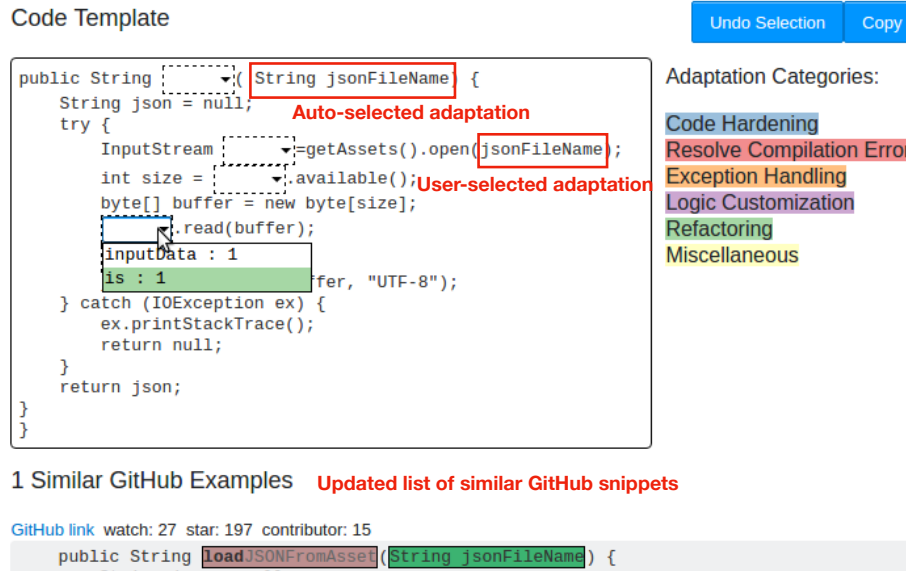 Code Template
Undo Selection
Copy
public String ( String jsonFileName) {
String json = null;
Auto-selected adaptation
try {
InputStream =getAssets().open(jsonFileName);
int size = .available();
User-selected adaptation
byte[] buffer = new byte[size];
.read(buffer);
inputData : 1
is : 1
ffer, "UTF-8");
} catch (IOException ex) {
ex.printStackTrace();
return null;
}
return json;
}
}
Adaptation Categories:
Code Hardening
Resolve Compilation Error
Exception Handling
Logic Customization
Refactoring
Miscellaneous
1 Similar GitHub Examples
Updated list of similar GitHub snippets
GitHub link watch: 27 star: 197 contributor: 15
public String loadJSONFromAsset(String jsonFileName) {